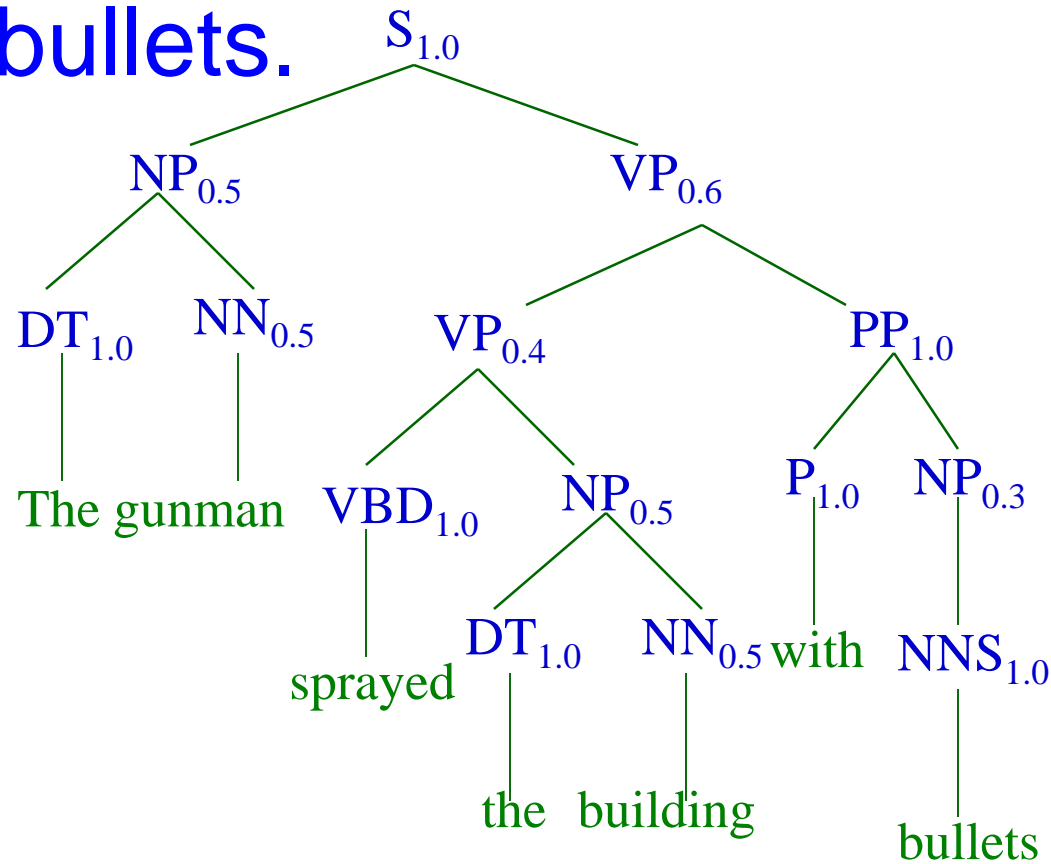 bullets.
S1.0
NP0.5 VP0.6
DT1.0 NN0.5 VP0.4 PP1.0
The gunman VBD1.0 NP0.5 P1.0 NP0.3
sprayed DT1.0 NN0.5 with NNS1.0
the building bullets